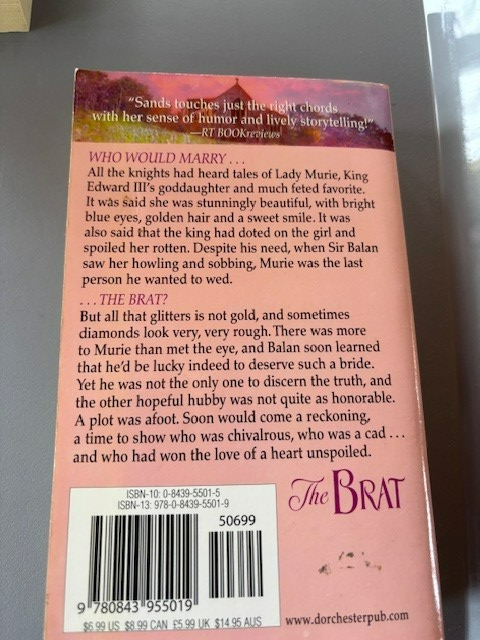 "Sands touches just the right chords
with her sense of humor and lively storytelling!"
—RT BOOKreviews
WHO WOULD MARRY...
All the knights had heard tales of Lady Murie, King
Edward III's goddaughter and much feted favorite.
It was said she was stunningly beautiful, with bright
blue eyes, golden hair and a sweet smile. It was
also said that the king had doted on the girl and
spoiled her rotten. Despite his need, when Sir Balan
saw her howling and sobbing, Murie was the last
person he wanted to wed.
...THE BRAT?
But all that glitters is not gold, and sometimes
diamonds look very, very rough. There was more
to Murie than met the eye, and Balan soon learned
that he'd be lucky indeed to deserve such a bride.
Yet he was not the only one to discern the truth, and
the other hopeful hubby was not quite as honorable.
A plot was afoot. Soon would come a reckoning,
a time to show who was chivalrous, who was a cad...
and who had won the love of a heart unspoiled.
The BRAT
ISBN-10: 0-8439-5501-5
ISBN-13: 978-0-8439-5501-9
50699
9 780843 955019
$6.99 US $8.99 CAN £5.99 UK $14.95 AUS
www.dorchesterpub.com